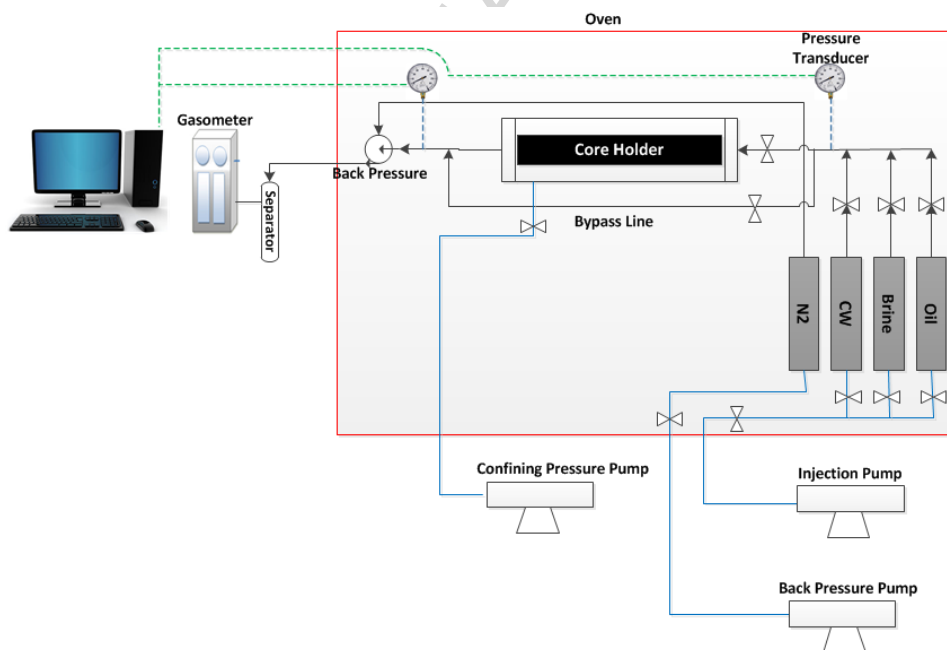 Oven
Pressure
Transducer
Gasometer
Core Holder
Back Pressure
Separator
Bypass Line
N2
CW
Brine
Oil
Confining Pressure Pump
Injection Pump
Back Pressure Pump